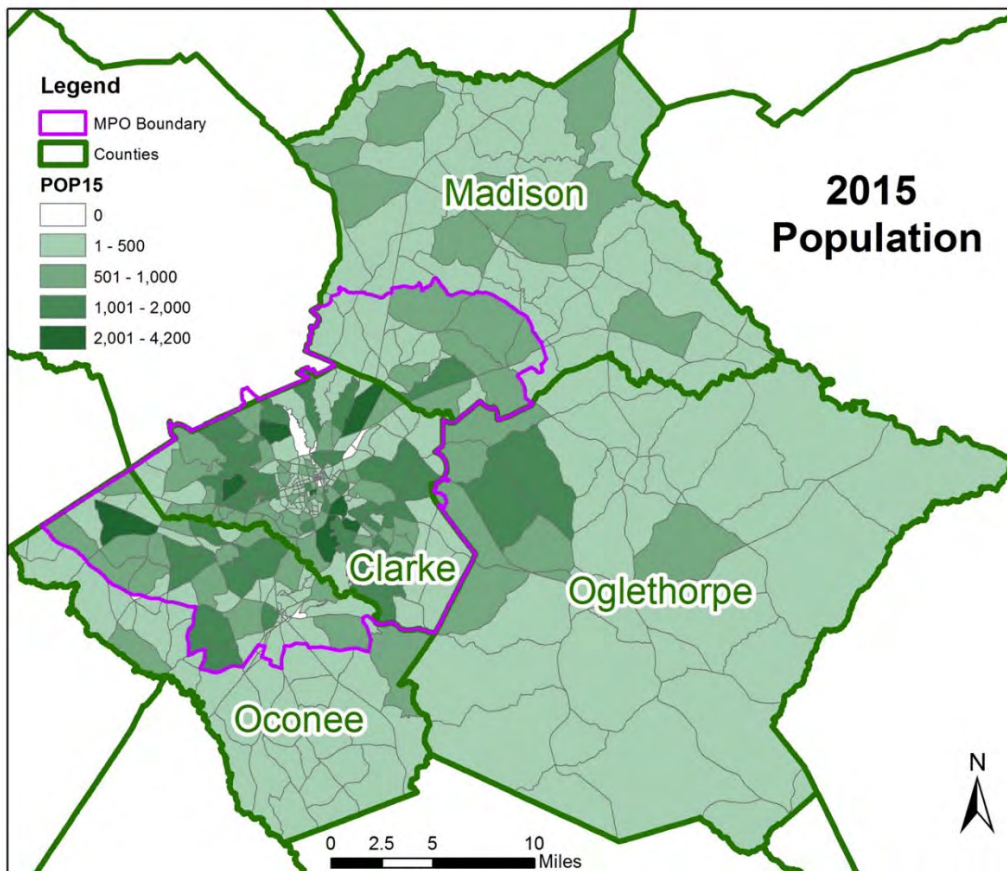 Legend
MPO Boundary
Counties
POP15
0
1 - 500
501 - 1,000
1,001 - 2,000
2,001 - 4,200
2015
Population
Madison
Clarke
Oglethorpe
Oconee
N
0 2.5 5 10
Miles